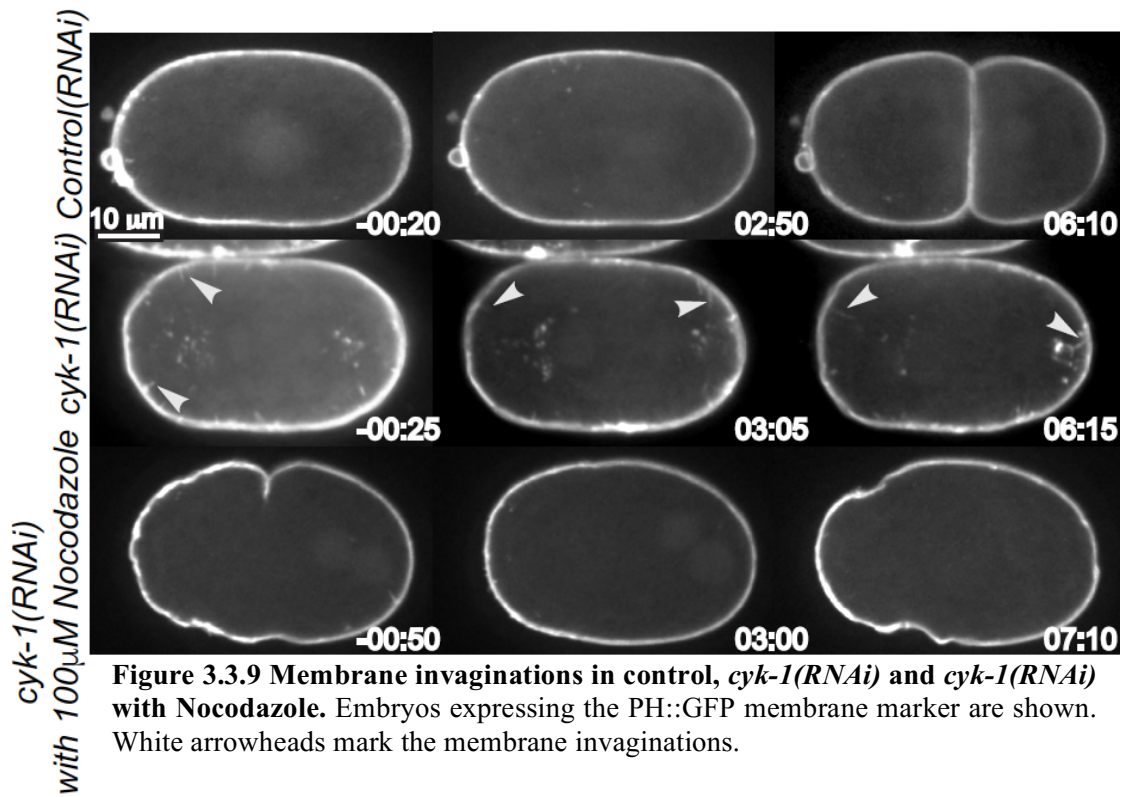 Control(RNAi)
-00:20
02:50
06:10
10 µm
cyk-1(RNAi)
-00:25
03:05
06:15
cyk-1(RNAi)
with 100µM Nocodazole
-00:50
03:00
07:10
Figure 3.3.9 Membrane invaginations in control, cyk-1(RNAi) and cyk-1(RNAi)
with Nocodazole. Embryos expressing the PH::GFP membrane marker are shown.
White arrowheads mark the membrane invaginations.